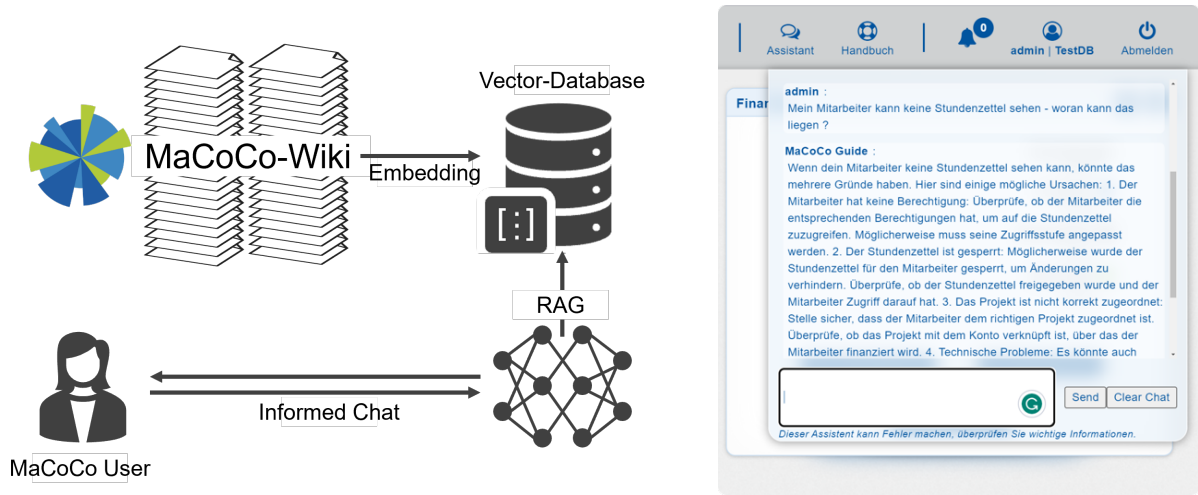 MaCoCo-Wiki
Embedding
Vector-Database
[:]
RAG
Informed Chat
MaCoCo User
Assistant
Handbuch
0
admin | TestDB
Abmelden
Finan
admin :
Mein Mitarbeiter kann keine Stundenzettel sehen - woran kann das
liegen ?
MaCoCo Guide :
Wenn dein Mitarbeiter keine Stundenzettel sehen kann, könnte das
mehrere Gründe haben. Hier sind einige mögliche Ursachen: 1. Der
Mitarbeiter hat keine Berechtigung: Überprüfe, ob der Mitarbeiter die
entsprechenden Berechtigungen hat, um auf die Stundenzettel
zuzugreifen. Möglicherweise muss seine Zugriffsstufe angepasst
werden. 2. Der Stundenzettel ist gesperrt: Möglicherweise wurde der
Stundenzettel für den Mitarbeiter gesperrt, um Änderungen zu
verhindern. Überprüfe, ob der Stundenzettel freigegeben wurde und der
Mitarbeiter Zugriff darauf hat. 3. Das Projekt ist nicht korrekt zugeordnet:
Stelle sicher, dass der Mitarbeiter dem richtigen Projekt zugeordnet ist.
Überprüfe, ob das Projekt mit dem Konto verknüpft ist, über das der
Mitarbeiter finanziert wird. 4. Technische Probleme: Es könnte auch
Send
Clear Chat
Dieser Assistent kann Fehler machen, überprüfen Sie wichtige Informationen.